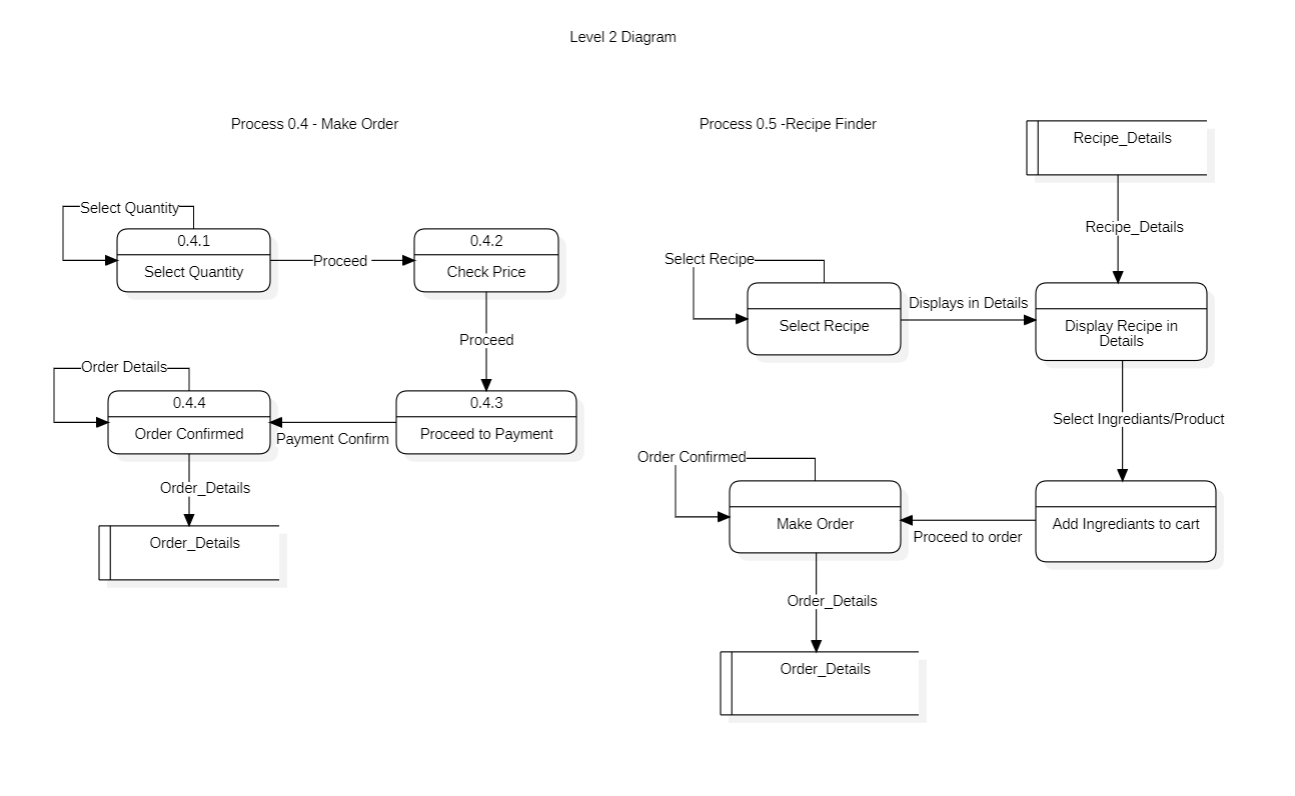 Level 2 Diagram
Process 0.4 - Make Order
Select Quantity
0.4.1
Select Quantity
Proceed
0.4.2
Check Price
Proceed
0.4.3
Proceed to Payment
Payment Confirm
Order Details
0.4.4
Order Confirmed
Order_Details
Order_Details
Process 0.5 -Recipe Finder
Recipe_Details
Recipe_Details
Select Recipe
Select Recipe
Displays in Details
Display Recipe in
Details
Select Ingrediants/Product
Add Ingrediants to cart
Proceed to order
Order Confirmed
Make Order
Order_Details
Order_Details